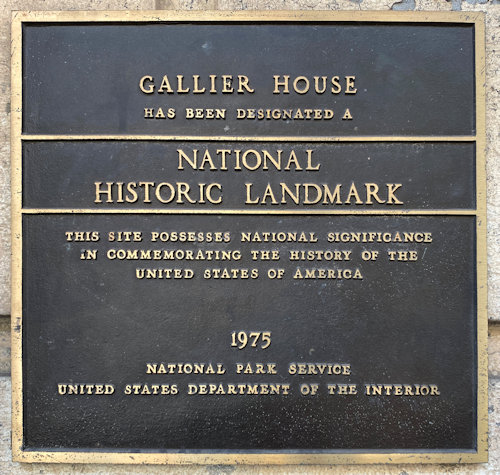 GALLIER HOUSE
HAS BEEN DESIGNATED A
NATIONAL
HISTORIC LANDMARK
THIS SITE POSSESSES NATIONAL SIGNIFICANCE
IN COMMEMORATING THE HISTORY OF THE
UNITED STATES OF AMERICA
1975
NATIONAL PARK SERVICE
UNITED STATES DEPARTMENT OF THE INTERIOR